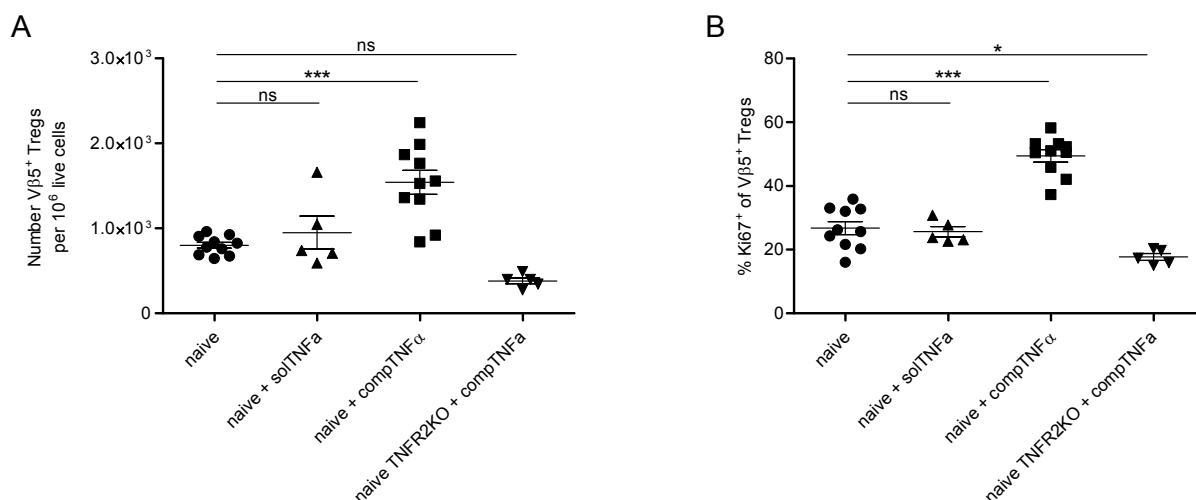 A
ns
***
ns
3.0×10³
2.0×10³
1.0×10³
0
Number Vβ5⁺ Tregs
per 10⁶ live cells
naive
naive + solTNFa
naive + compTNFα
naive TNFR2KO + compTNFa
B
*
***
ns
80
60
40
20
0
% Ki67⁺ of Vβ5⁺ Tregs
naive
naive + solTNFa
naive + compTNFα
naive TNFR2KO + compTNFa